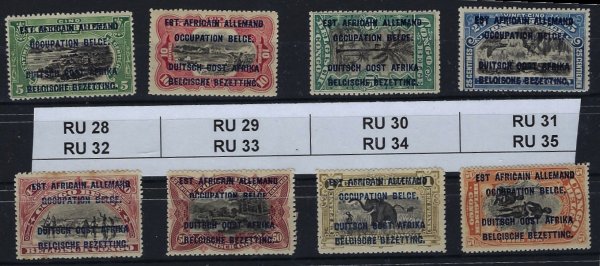 EST AFRICAIN ALLEMAND
OCCUPATION BELGE.
DUITSCH OOST AFRIKA
BELGISCHE BEZETTING.
5 5
EST AFRICAIN ALLEMAND
OCCUPATION BELGE.
DUITSCH OOST AFRIKA
BELGISCHE BEZETTING.
10 10
EST AFRICAIN ALLEMAND
OCCUPATION BELGE.
DUITSCH OOST AFRIKA
BELGISCHE BEZETTING.
EST AFRICAIN ALLEMAND
OCCUPATION BELGE.
DUITSCH OOST AFRIKA
BELGISCHE BEZETTING.
RU 28 RU 29 RU 30 RU 31
RU 32 RU 33 RU 34 RU 35
EST AFRICAIN ALLEMAND
OCCUPATION BELGE.
DUITSCH OOST AFRIKA
BELGISCHE BEZETTING.
EST AFRICAIN ALLEMAND
OCCUPATION BELGE.
DUITSCH OOST AFRIKA
BELGISCHE BEZETTING.
EST AFRICAIN ALLEMAND
OCCUPATION BELGE.
DUITSCH OOST AFRIKA
BELGISCHE BEZETTING.
EST AFRICAIN ALLEMAND
OCCUPATION BELGE.
DUITSCH OOST AFRIKA
BELGISCHE BEZETTING.